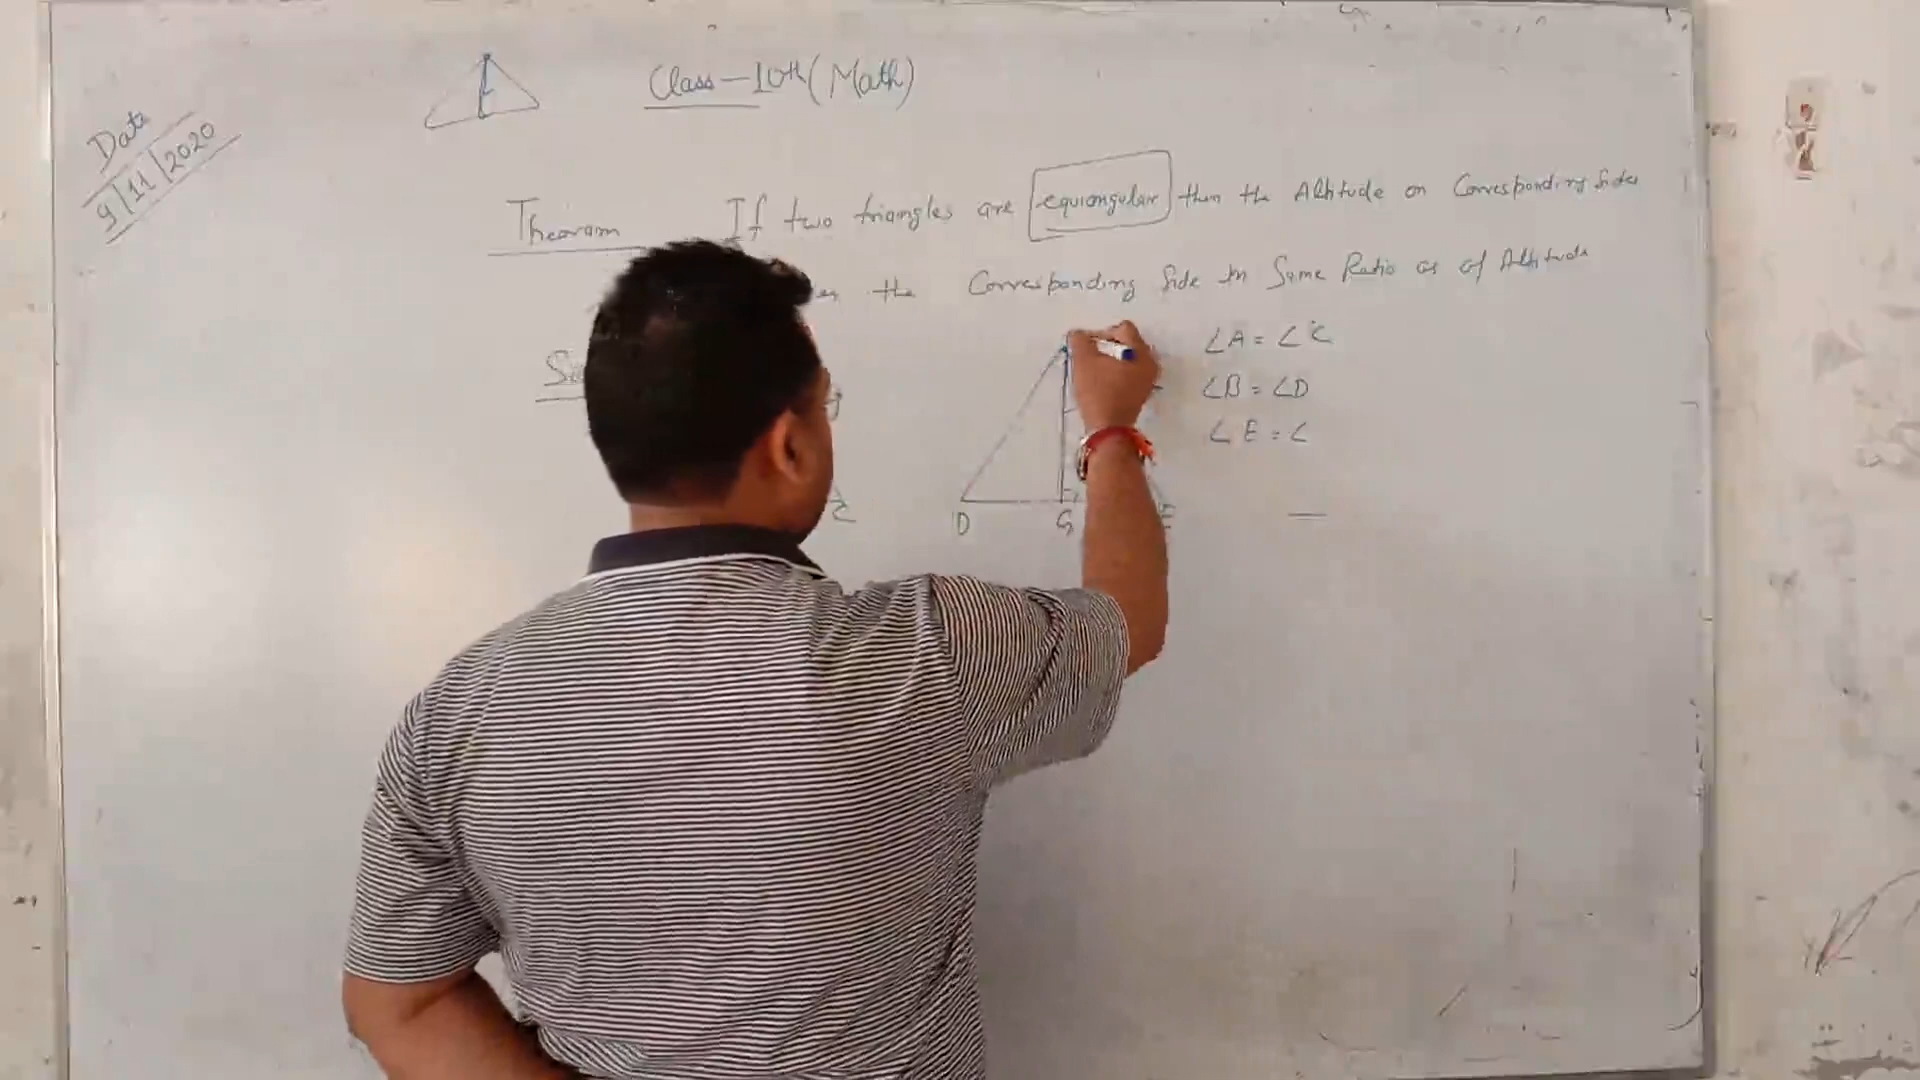 Class-10th (Math)
Date
9/11/2020
Theoram If two triangles are equiangular then the Altitude on Corresponding Sides
the Corresponding Side in Same Ratio as of Altitude
∠A = ∠C
∠B = ∠D
∠E = ∠
C
D G E